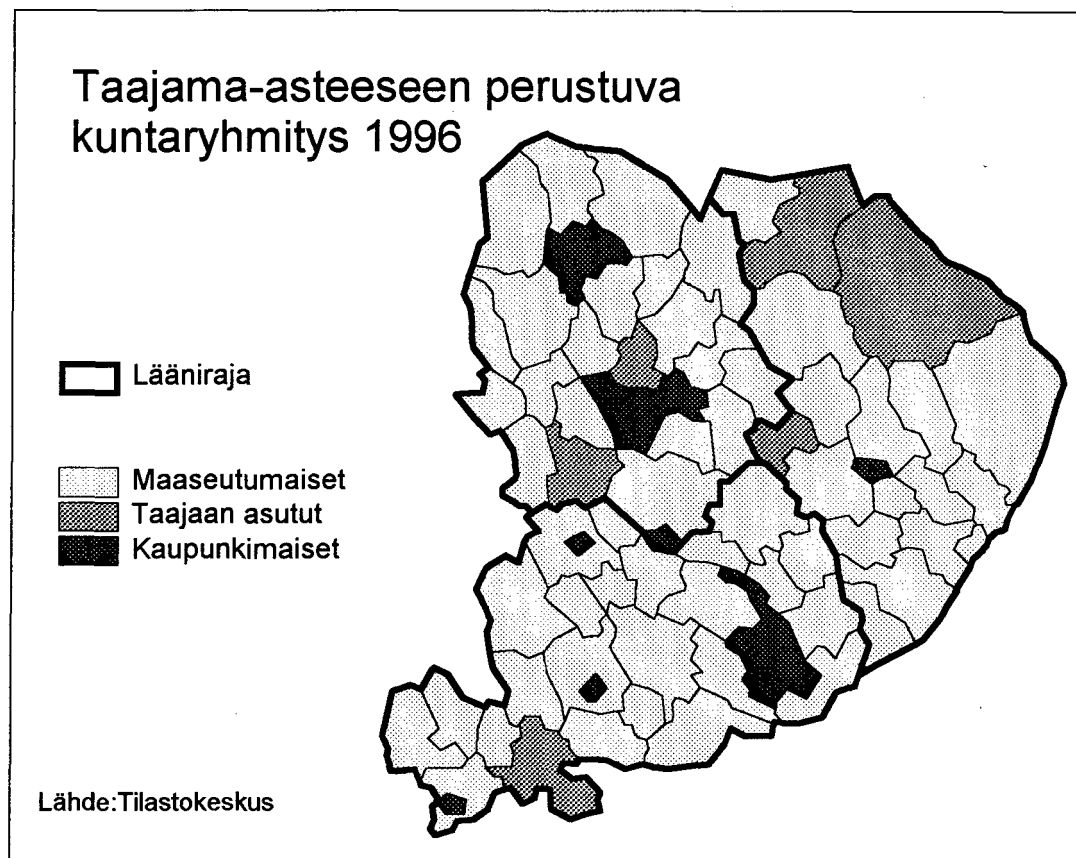 Taajama-asteeseen perustuva
kuntaryhmitys 1996
Lääniraja
Maaseutumaiset
Taajaan asutut
Kaupunkimaiset
Lähde:Tilastokeskus